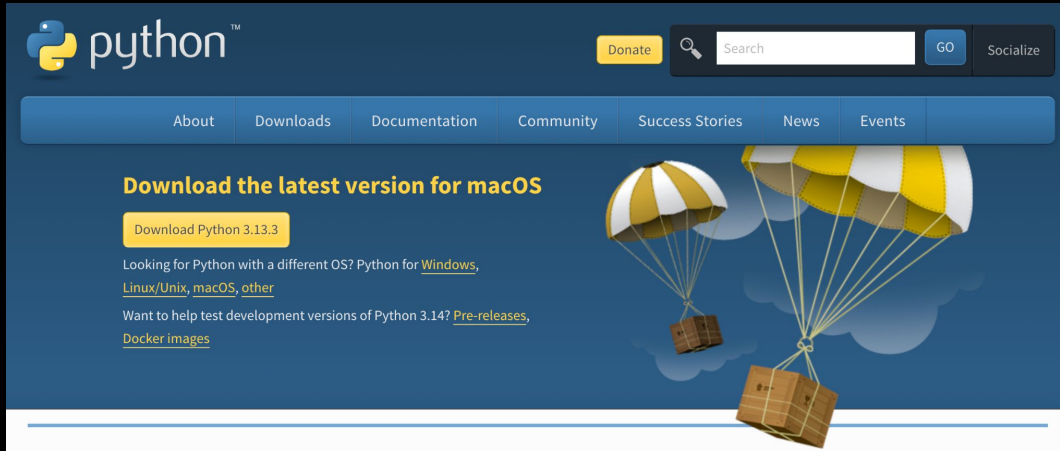 python™
Donate
Search
GO
Socialize
About Downloads Documentation Community Success Stories News Events
Download the latest version for macOS
Download Python 3.13.3
Looking for Python with a different OS? Python for Windows,
Linux/Unix, macOS, other
Want to help test development versions of Python 3.14? Pre-releases,
Docker images